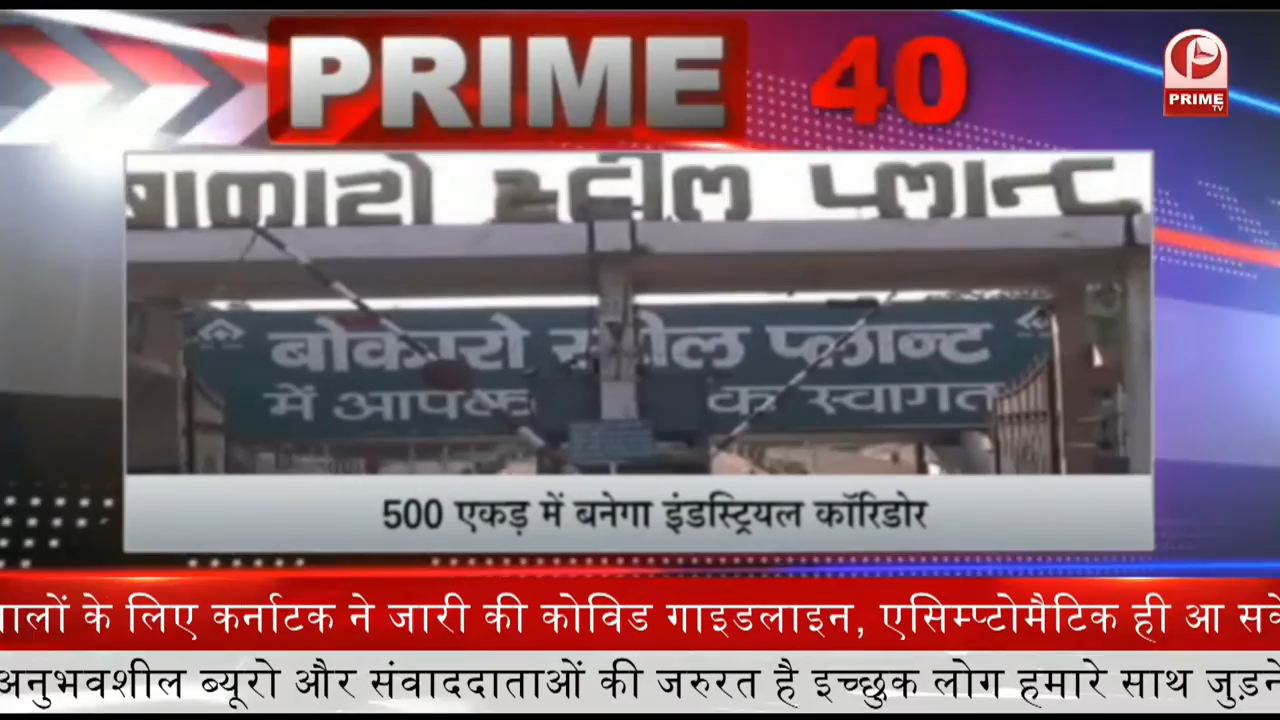 PRIME 40
PRIME
TV
स्टील प्लान्ट
बोकारो स्टील प्लान्ट
में आपका स्वागत
500 एकड़ में बनेगा इंडस्ट्रियल कॉरिडोर
के लिए कर्नाटक ने जारी की कोविड गाइडलाइन, एसिम्प्टोमैटिक ही आ
अनुभवशील ब्यूरो और संवाददाताओं की जरुरत है इच्छुक लोग हमारे साथ